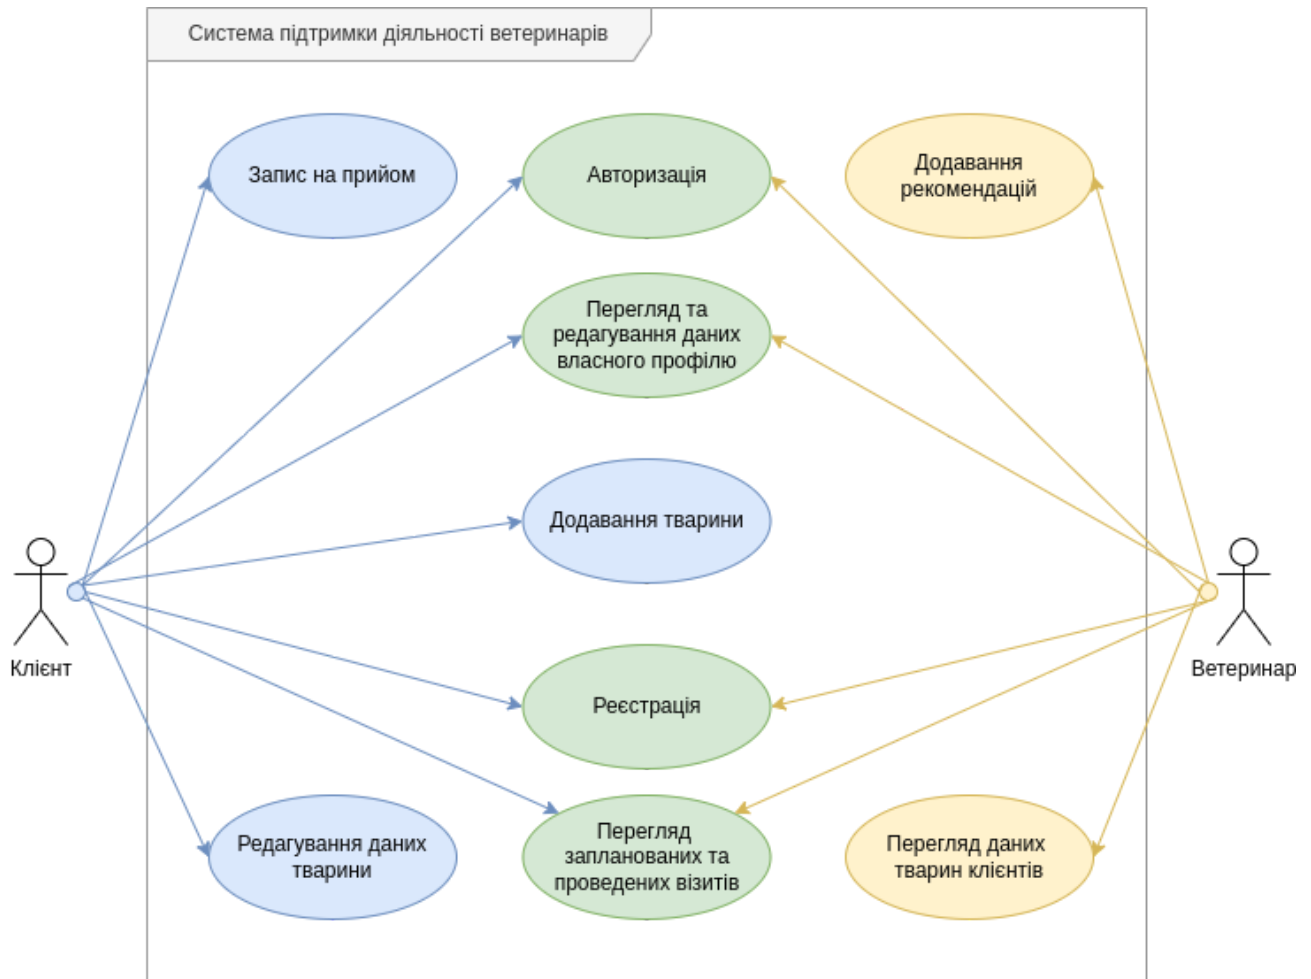 Система підтримки діяльності ветеринарів
Запис на прийом
Авторизація
Додавання
рекомендацій
Перегляд та
редагування даних
власного профілю
Додавання тварини
Клієнт
Ветеринар
Реєстрація
Редагування даних
тварини
Перегляд
запланованих та
проведених візитів
Перегляд даних
тварин клієнтів